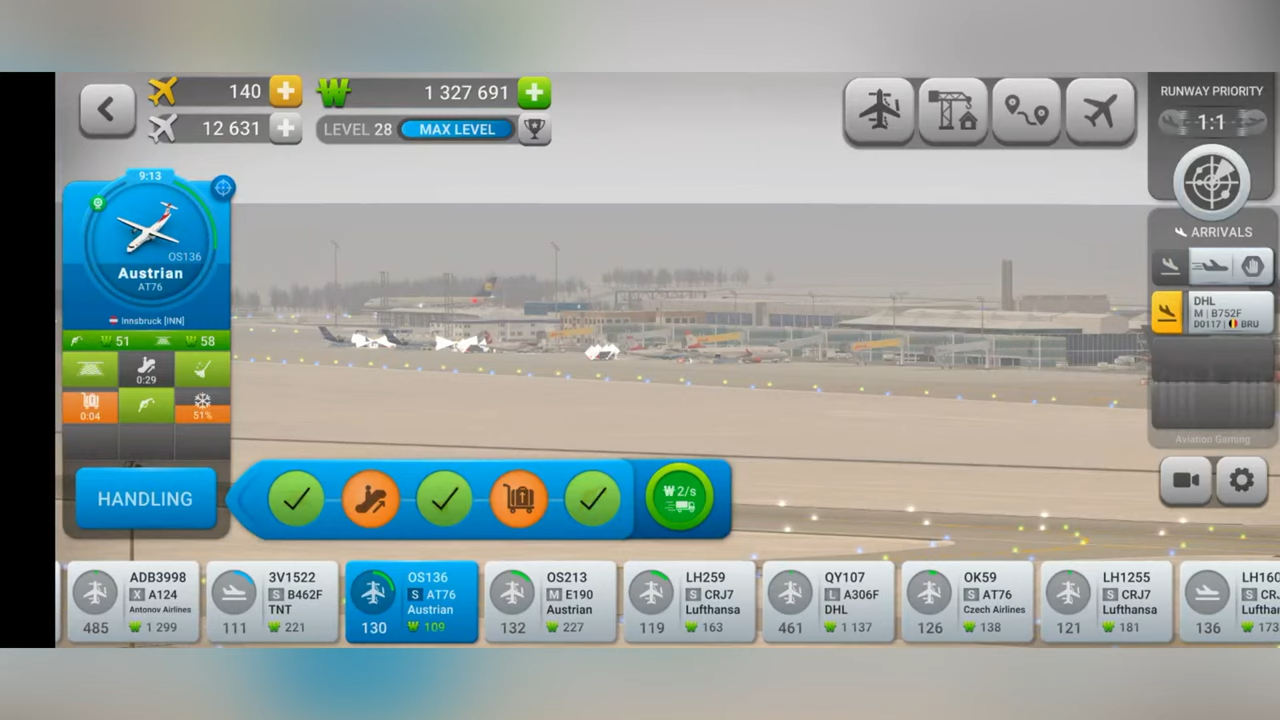 140
12 631
1 327 691
LEVEL 28
MAX LEVEL
RUNWAY PRIORITY
1:1
ARRIVALS
DHL
M | B752F
D0117 | BRU
Aviation Gaming
9:13
OS136
Austrian
AT76
Innsbruck [INN]
51
58
0:29
0:04
51%
HANDLING
2/s
ADB3998
X A124
Antonov Airlines
485
1 299
3V1522
S B462F
TNT
111
221
OS136
S AT76
Austrian
130
109
OS213
M E190
Austrian
132
227
LH259
S CRJ7
Lufthansa
119
163
QY107
L A306F
DHL
461
1 137
OK59
S AT76
Czech Airlines
126
138
LH1255
S CRJ7
Lufthansa
121
181
LH160
S CR
Lufthan
136
173